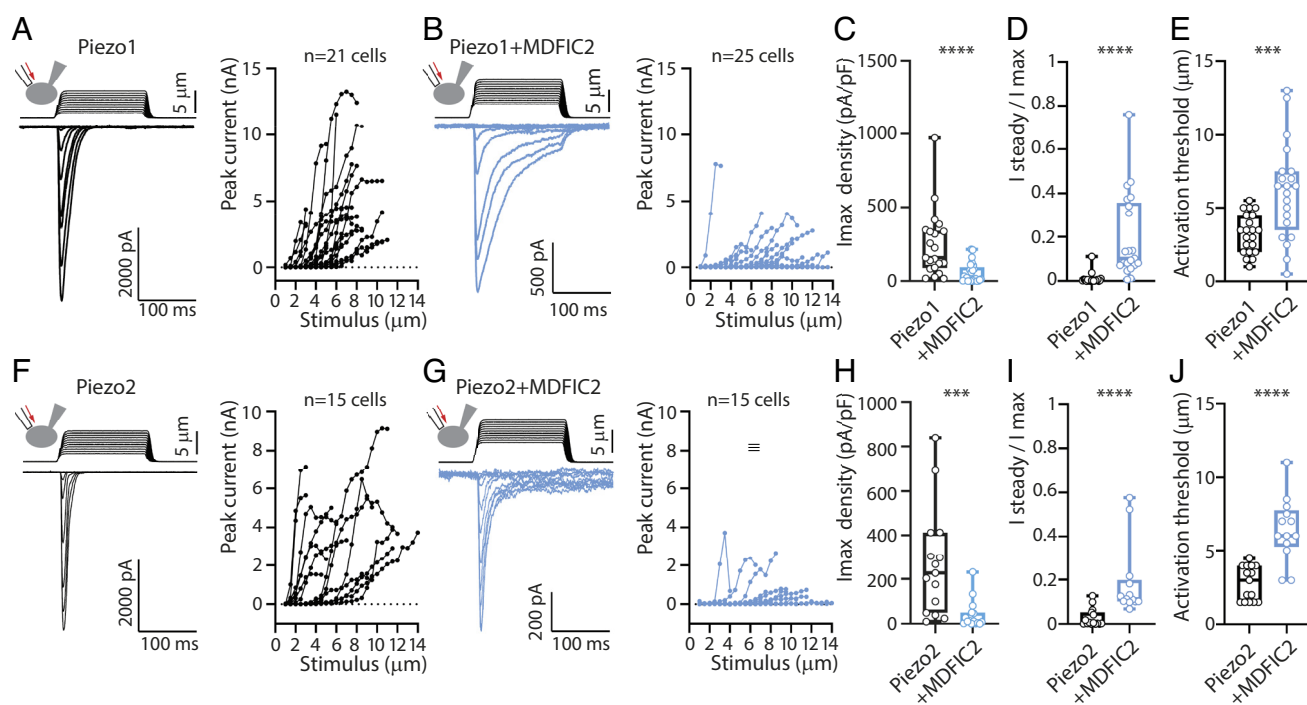 A
Piezo1
5 μm
2000 pA
100 ms
n=21 cells
Peak current (nA)
15
10
5
0
0 2 4 6 8 10 12 14
Stimulus (μm)
B
Piezo1+MDFIC2
5 μm
500 pA
100 ms
n=25 cells
Peak current (nA)
15
10
5
0
0 2 4 6 8 10 12 14
Stimulus (μm)
C
****
Imax density (pA/pF)
1500
1000
500
0
Piezo1
+MDFIC2
D
****
I steady / I max
1
0.8
0.6
0.4
0.2
0
Piezo1
+MDFIC2
E
***
Activation threshold (μm)
15
10
5
0
Piezo1
+MDFIC2
F
Piezo2
5 μm
2000 pA
100 ms
n=15 cells
Peak current (nA)
10
8
6
4
2
0
0 2 4 6 8 10 12 14
Stimulus (μm)
G
Piezo2+MDFIC2
5 μm
200 pA
100 ms
n=15 cells
≡
Peak current (nA)
10
8
6
4
2
0
0 2 4 6 8 10 12 14
Stimulus (μm)
H
***
Imax density (pA/pF)
1000
800
600
400
200
0
Piezo2
+MDFIC2
I
****
I steady / I max
1
0.8
0.6
0.4
0.2
0
Piezo2
+MDFIC2
J
****
Activation threshold (μm)
15
10
5
0
Piezo2
+MDFIC2